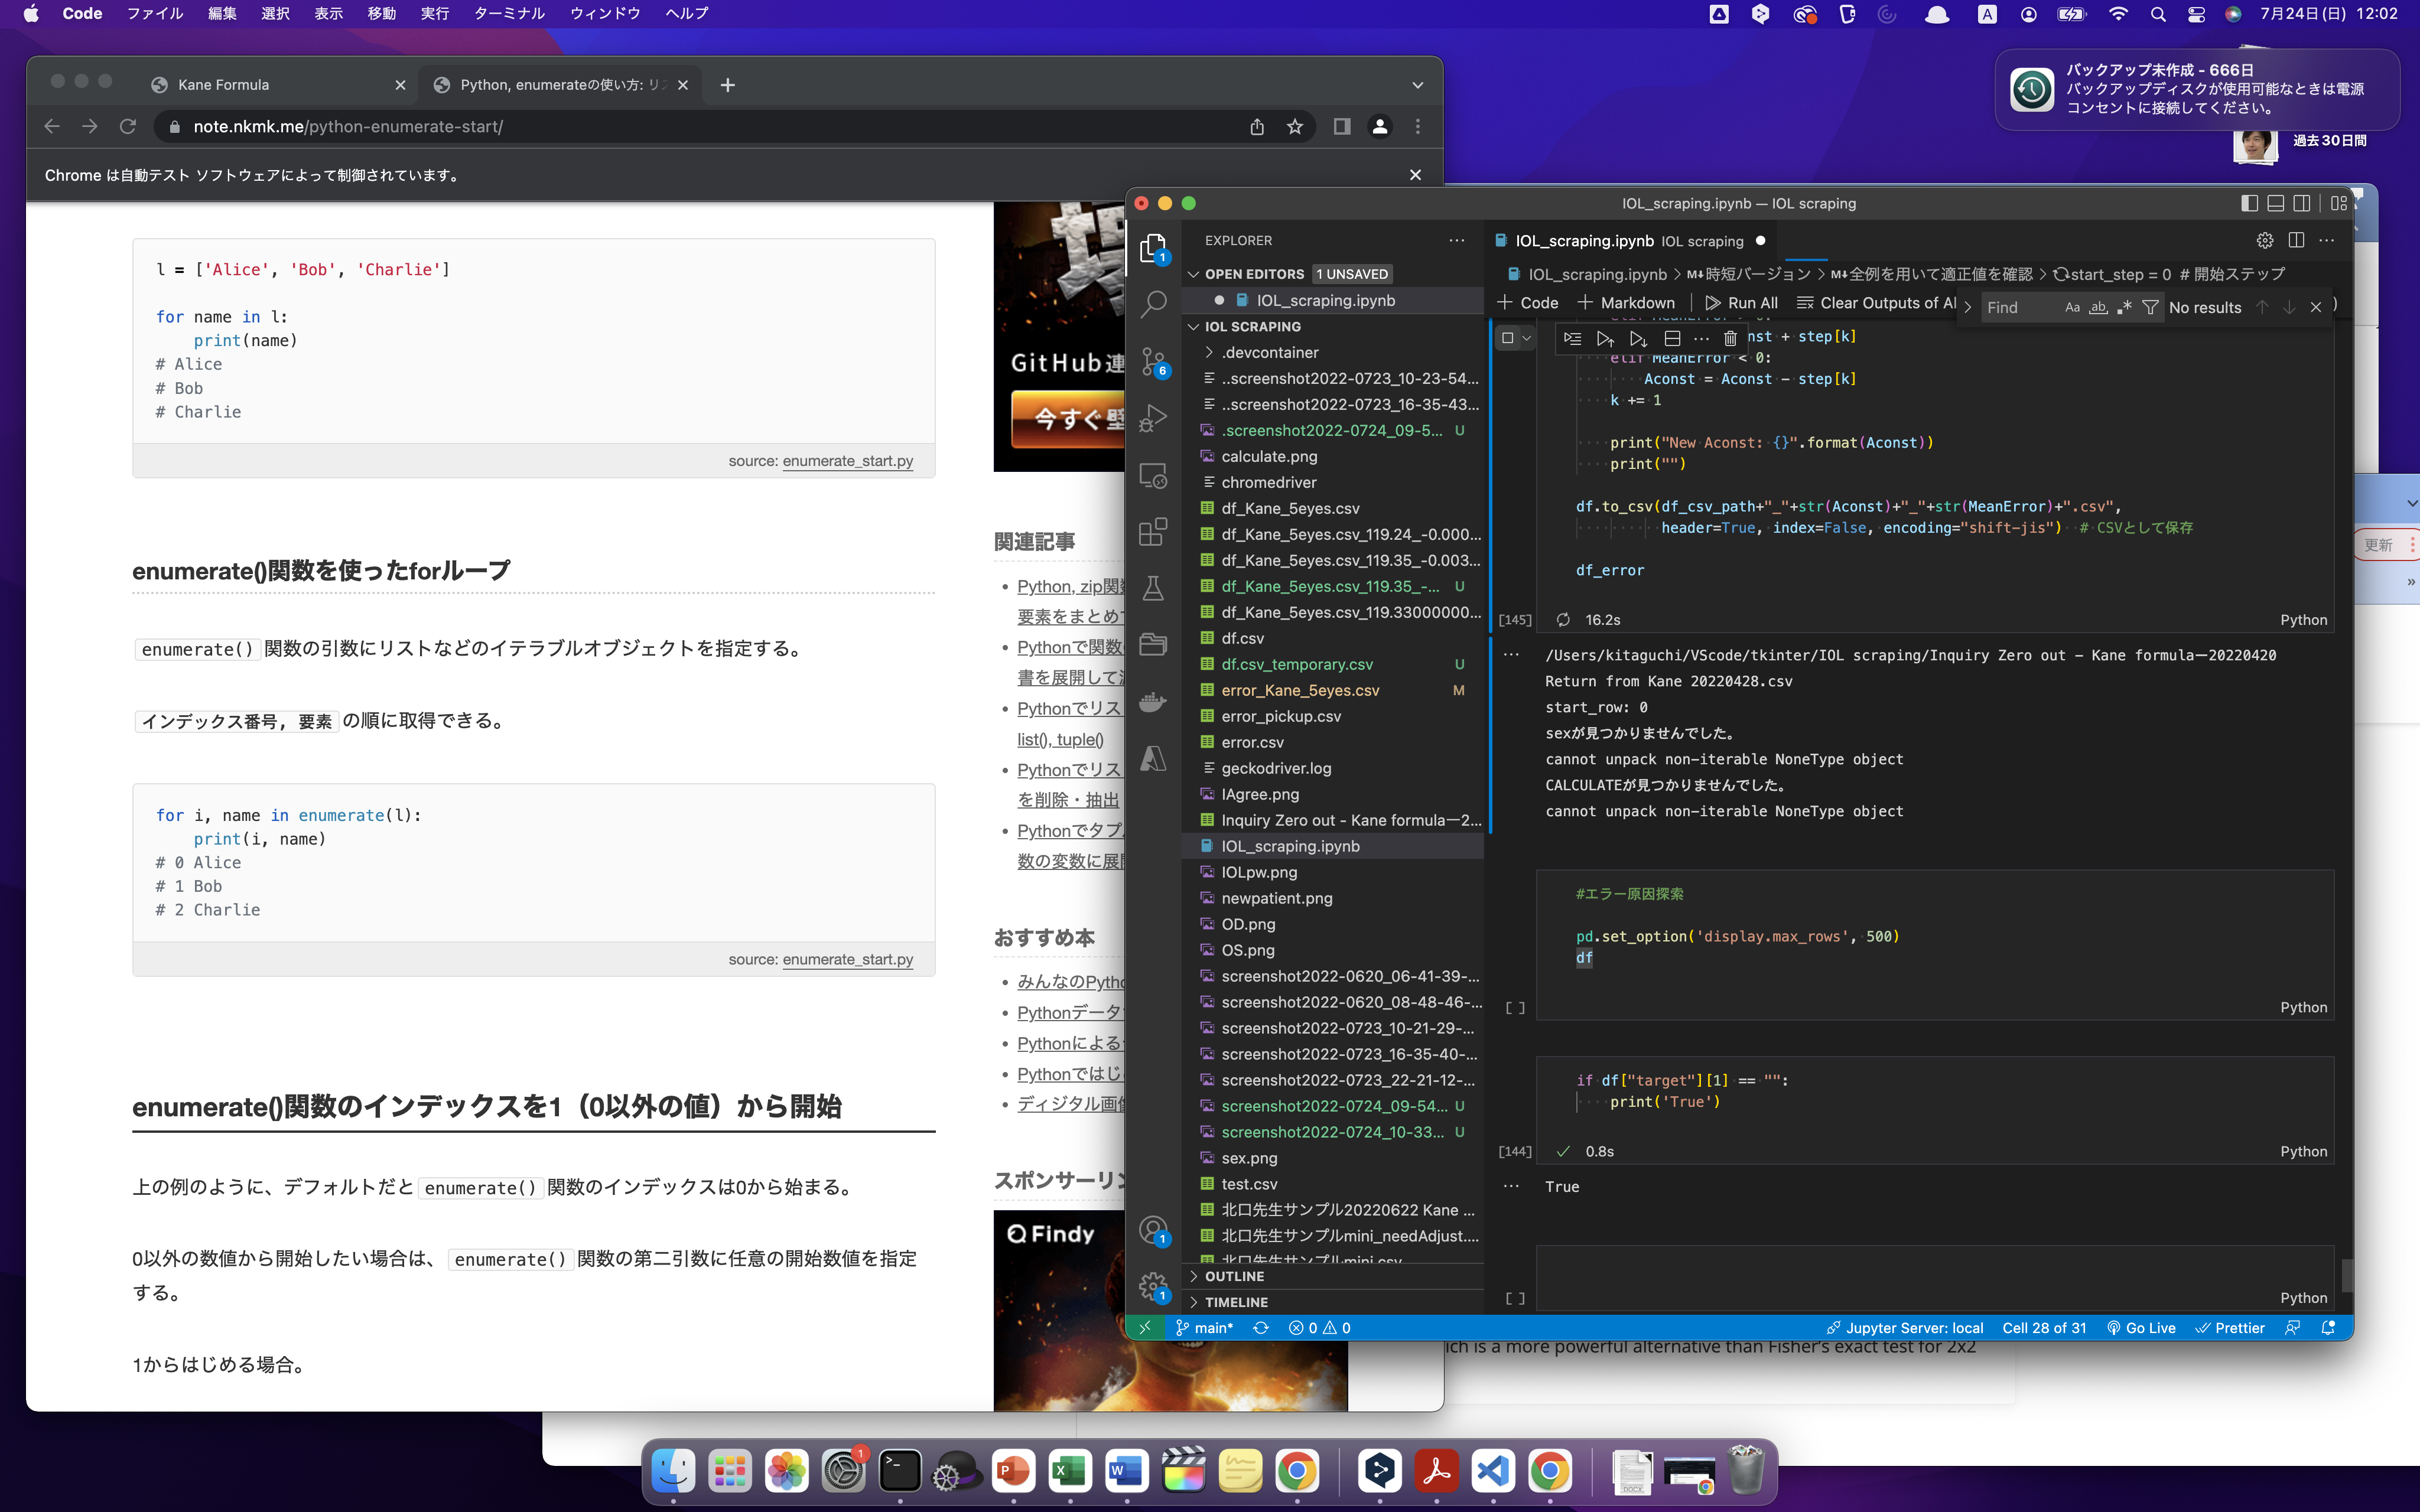 Code ファイル 編集 選択 表示 移動 実行 ターミナル ウィンドウ ヘルプ
7月24日(日) 12:02
バックアップ未作成 - 666日
バックアップディスクが使用可能なときは電源
コンセントに接続してください。
過去30日間
Kane Formula
Python, enumerateの使い方: リス
note.nkmk.me/python-enumerate-start/
Chrome は自動テスト ソフトウェアによって制御されています。
l = ['Alice', 'Bob', 'Charlie']
for name in l:
print(name)
# Alice
# Bob
# Charlie
source: enumerate_start.py
enumerate()関数を使ったforループ
enumerate() 関数の引数にリストなどのイテラブルオブジェクトを指定する。
インデックス番号, 要素 の順に取得できる。
for i, name in enumerate(l):
print(i, name)
# 0 Alice
# 1 Bob
# 2 Charlie
source: enumerate_start.py
enumerate()関数のインデックスを1（0以外の値）から開始
上の例のように、デフォルトだと enumerate() 関数のインデックスは0から始まる。
0以外の数値から開始したい場合は、 enumerate() 関数の第二引数に任意の開始数値を指定
する。
1からはじめる場合。
GitHub連
今すぐ
関連記事
Python, zip関数
要素をまとめて
Pythonで関数
書を展開して
Pythonでリス
list(), tuple()
Pythonでリス
を削除・抽出
Pythonでタプ
数の変数に展
おすすめ本
みんなのPytho
Pythonデータ
Pythonによる
Pythonではじ
ディジタル画
スポンサーリン
Findy
IOL_scraping.ipynb — IOL scraping
EXPLORER
OPEN EDITORS 1 UNSAVED
IOL_scraping.ipynb
IOL SCRAPING
.devcontainer
..screenshot2022-0723_10-23-54...
..screenshot2022-0723_16-35-43...
.screenshot2022-0724_09-5... U
calculate.png
chromedriver
df_Kane_5eyes.csv
df_Kane_5eyes.csv_119.24_-0.000...
df_Kane_5eyes.csv_119.35_-0.003...
df_Kane_5eyes.csv_119.35_-... U
df_Kane_5eyes.csv_119.33000000...
df.csv
df.csv_temporary.csv U
error_Kane_5eyes.csv M
error_pickup.csv
error.csv
geckodriver.log
IAgree.png
Inquiry Zero out - Kane formulaー2...
IOL_scraping.ipynb
IOLpw.png
newpatient.png
OD.png
OS.png
screenshot2022-0620_06-41-39-...
screenshot2022-0620_08-48-46-...
screenshot2022-0723_10-21-29-...
screenshot2022-0723_16-35-40-...
screenshot2022-0723_22-21-12-...
screenshot2022-0724_09-54... U
screenshot2022-0724_10-33... U
sex.png
test.csv
北口先生サンプル20220622 Kane ...
北口先生サンプルmini_needAdjust....
北口先生サンプルmini.csv
OUTLINE
TIMELINE
IOL_scraping.ipynb IOL scraping
IOL_scraping.ipynb > M↓時短バージョン > M↓全例を用いて適正値を確認 > start_step = 0 # 開始ステップ
+ Code + Markdown Run All Clear Outputs of Al
Find Aa ab No results
nst + step[k]
elif MeanError < 0:
Aconst = Aconst - step[k]
k += 1
print("New Aconst: {}".format(Aconst))
print("")
df.to_csv(df_csv_path+"_"+str(Aconst)+"_"+str(MeanError)+".csv",
header=True, index=False, encoding="shift-jis") # CSVとして保存
df_error
[145] 16.2s Python
/Users/kitaguchi/VScode/tkinter/IOL scraping/Inquiry Zero out - Kane formulaー20220420
Return from Kane 20220428.csv
start_row: 0
sexが見つかりませんでした。
cannot unpack non-iterable NoneType object
CALCULATEが見つかりませんでした。
cannot unpack non-iterable NoneType object
#エラー原因探索
pd.set_option('display.max_rows', 500)
df
[ ] Python
if df["target"][1] == "":
print('True')
[144] 0.8s Python
True
[ ] Python
main* 0 0 Jupyter Server: local Cell 28 of 31 Go Live Prettier
更新
ich is a more powerful alternative than Fisher's exact test for 2x2